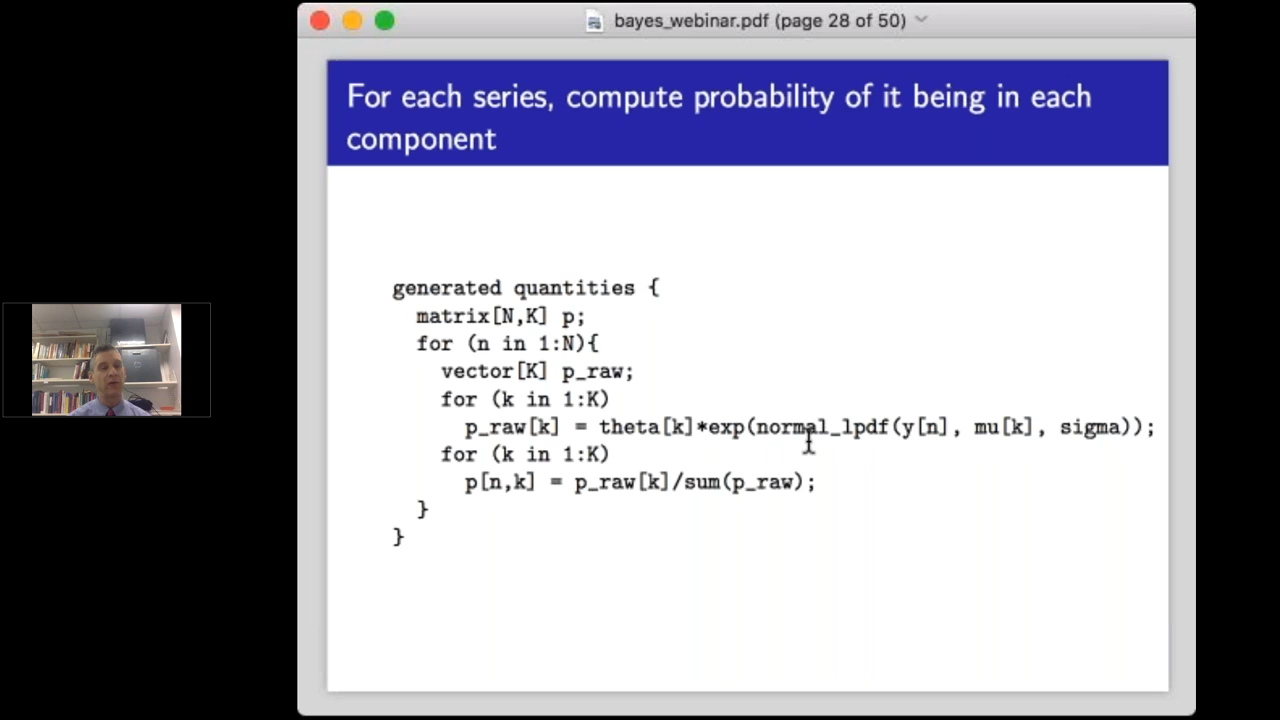 bayes_webinar.pdf (page 28 of 50)
For each series, compute probability of it being in each
component
generated quantities {
matrix[N,K] p;
for (n in 1:N){
vector[K] p_raw;
for (k in 1:K)
p_raw[k] = theta[k]*exp(normal_lpdf(y[n], mu[k], sigma));
for (k in 1:K)
p[n,k] = p_raw[k]/sum(p_raw);
}
}